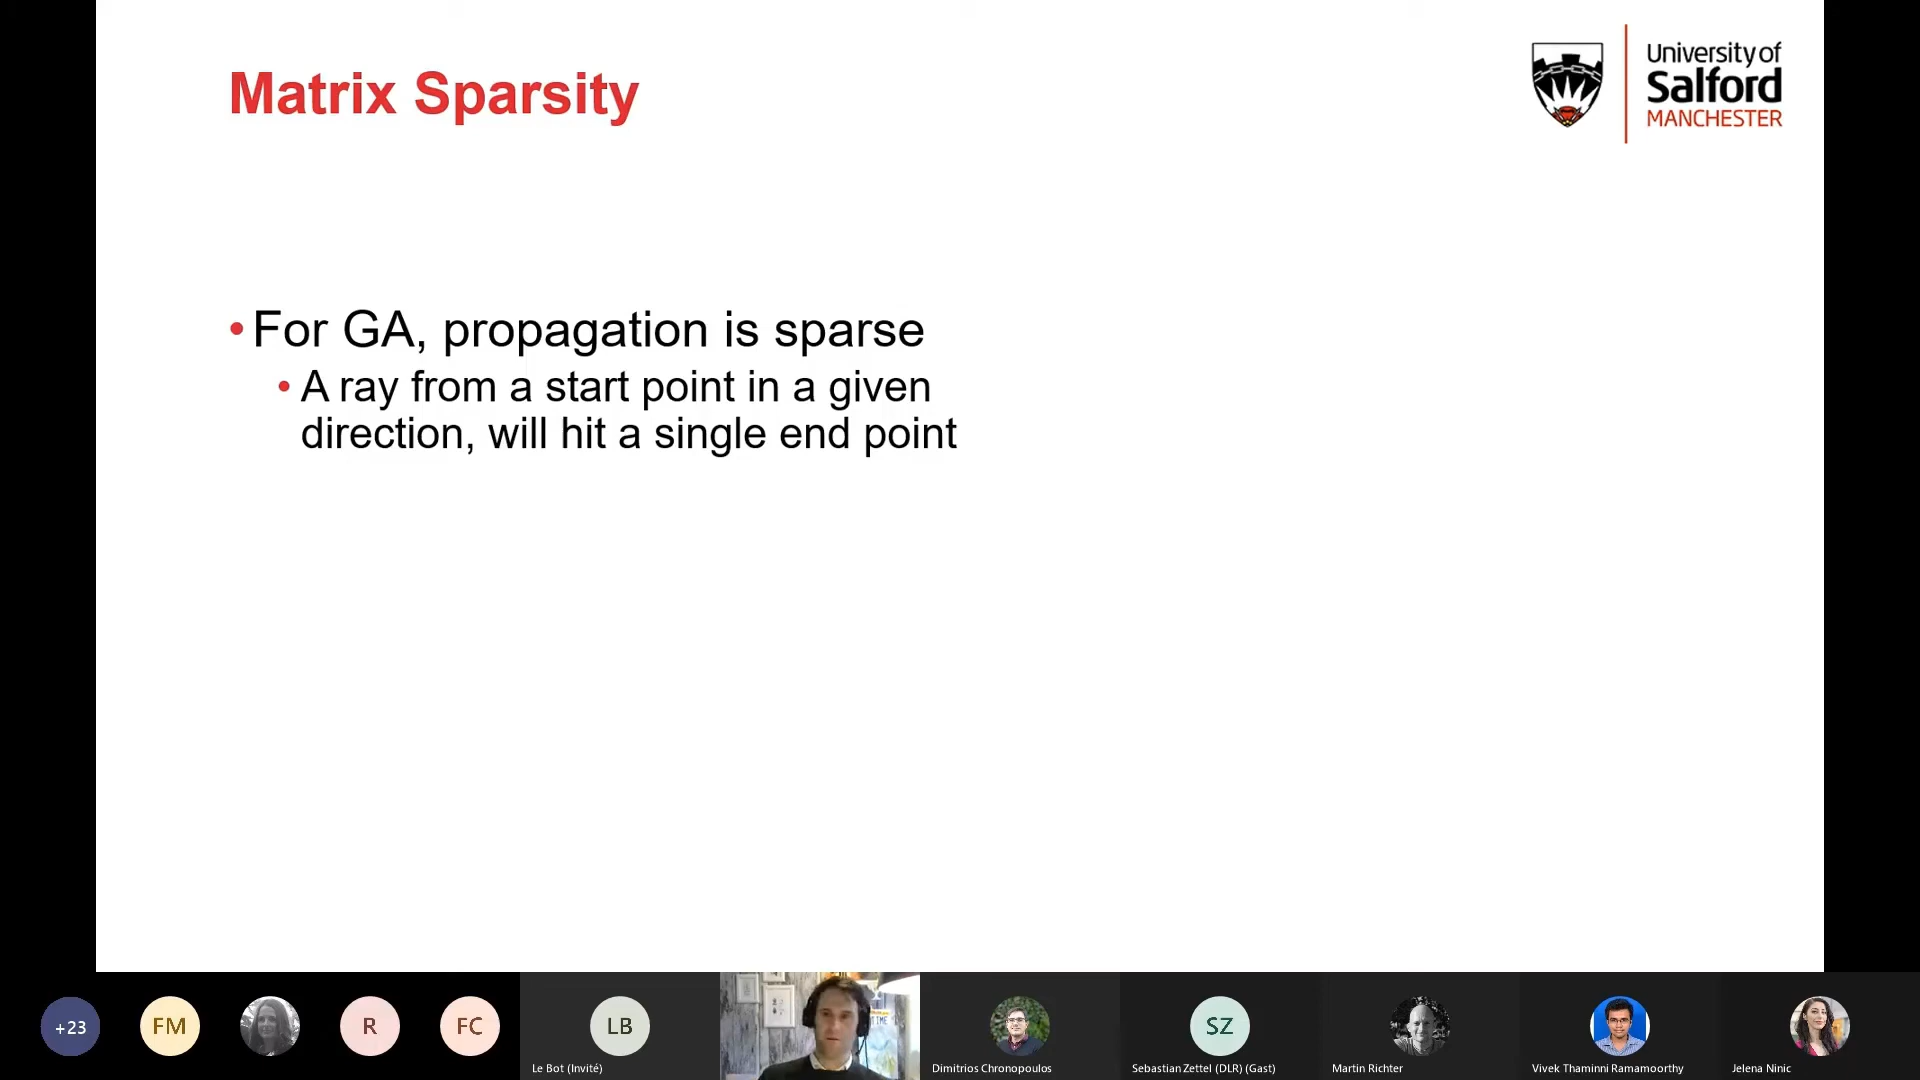 Matrix Sparsity
University of
Salford
MANCHESTER
• For GA, propagation is sparse
• A ray from a start point in a given
direction, will hit a single end point
+23
FM
R
FC
LB
SZ
Le Bot (Invité)
Dimitrios Chronopoulos
Sebastian Zettel (DLR) (Gast)
Martin Richter
Vivek Thaminni Ramamoorthy
Jelena Ninic